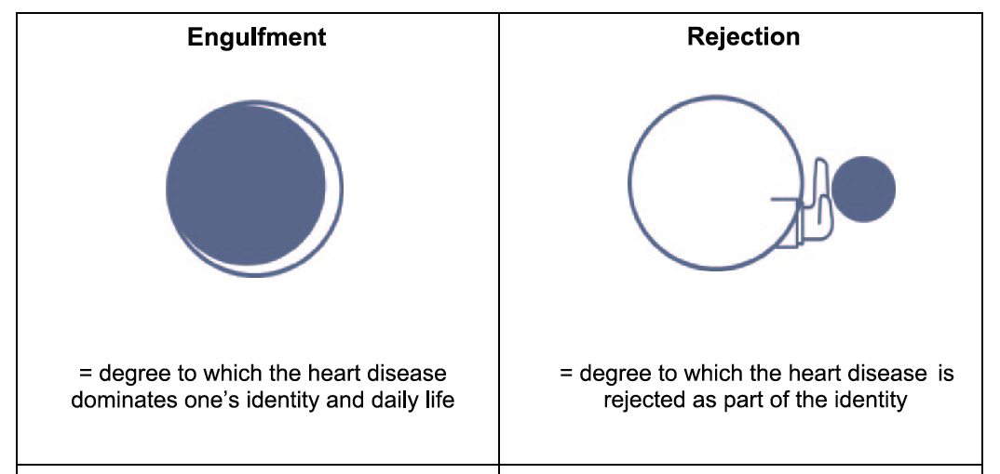 Engulfment
= degree to which the heart disease
dominates one’s identity and daily life
Rejection
= degree to which the heart disease is
rejected as part of the identity